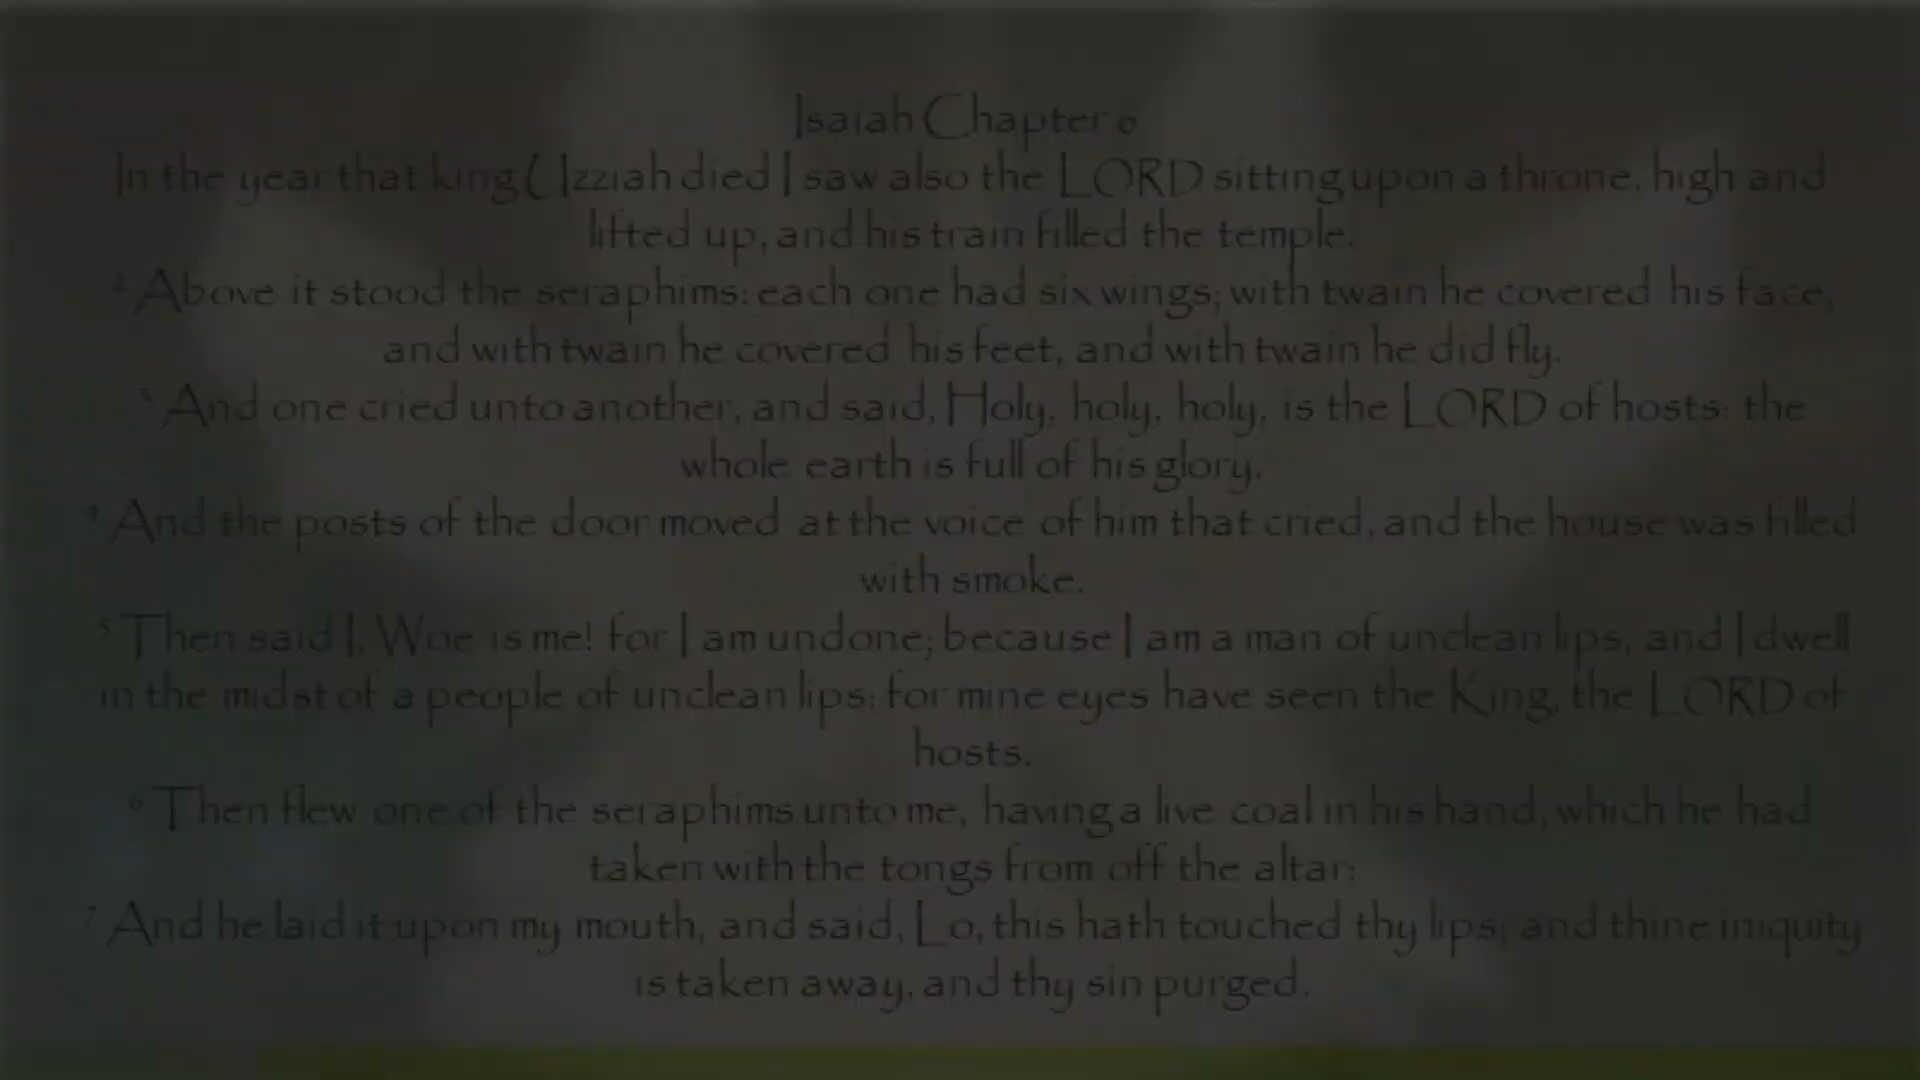 Isaiah Chapter 6
In the year that king Uzziah died I saw also the LORD sitting upon a throne, high and
lifted up, and his train filled the temple.
2 Above it stood the seraphims: each one had six wings; with twain he covered his face,
and with twain he covered his feet, and with twain he did fly.
3 And one cried unto another, and said, Holy, holy, holy, is the LORD of hosts: the
whole earth is full of his glory.
4 And the posts of the door moved at the voice of him that cried, and the house was filled
with smoke.
5 Then said I, Woe is me! for I am undone; because I am a man of unclean lips, and I dwell
in the midst of a people of unclean lips: for mine eyes have seen the King, the LORD of
hosts.
6 Then flew one of the seraphims unto me, having a live coal in his hand, which he had
taken with the tongs from off the altar:
7 And he laid it upon my mouth, and said, Lo, this hath touched thy lips; and thine iniquity
is taken away, and thy sin purged.